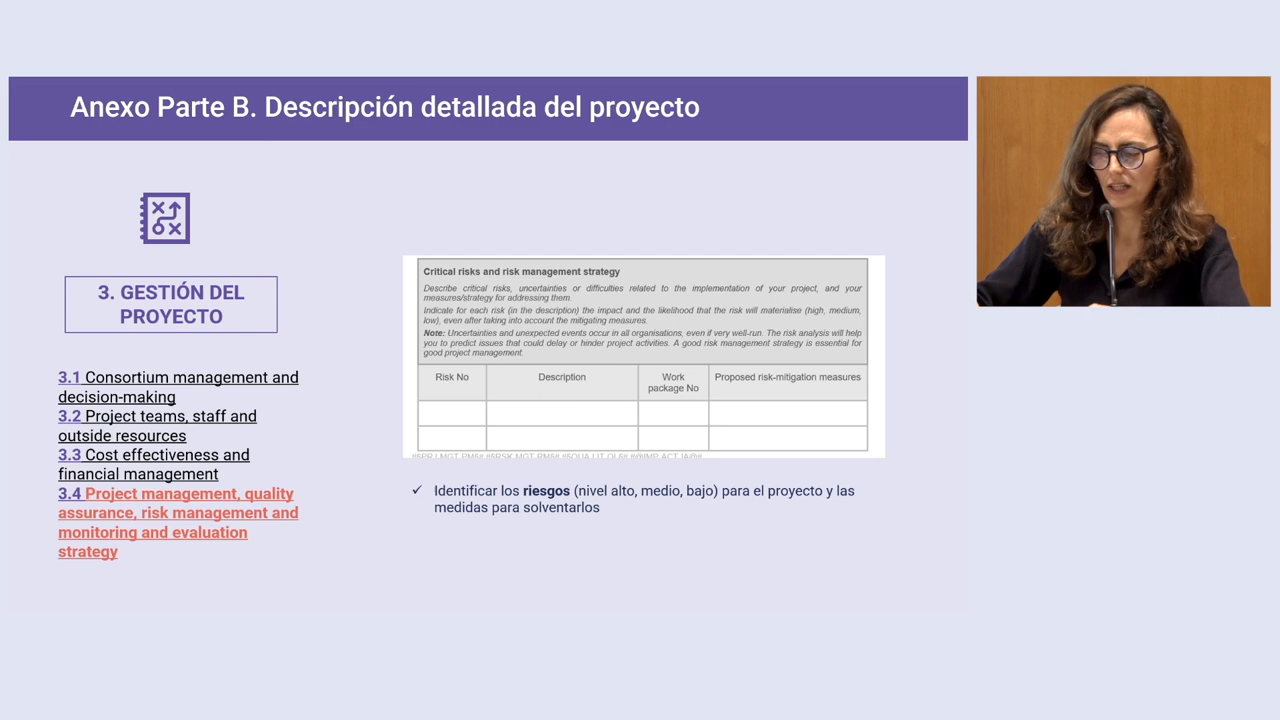 Anexo Parte B. Descripción detallada del proyecto
3. GESTIÓN DEL
PROYECTO
3.1 Consortium management and
decision-making
3.2 Project teams, staff and
outside resources
3.3 Cost effectiveness and
financial management
3.4 Project management, quality
assurance, risk management and
monitoring and evaluation
strategy
Critical risks and risk management strategy
Describe critical risks, uncertainties or difficulties related to the implementation of your project, and your
measures/strategy for addressing them.
Indicate for each risk (in the description) the impact and the likelihood that the risk will materialise (high, medium,
low), even after taking into account the mitigating measures.
Note: Uncertainties and unexpected events occur in all organisations, even if very well-run. The risk analysis will help
you to predict issues that could delay or hinder project activities. A good risk management strategy is essential for
good project management.
Risk No
Description
Work
package No
Proposed risk-mitigation measures
✓ Identificar los riesgos (nivel alto, medio, bajo) para el proyecto y las
medidas para solventarlos